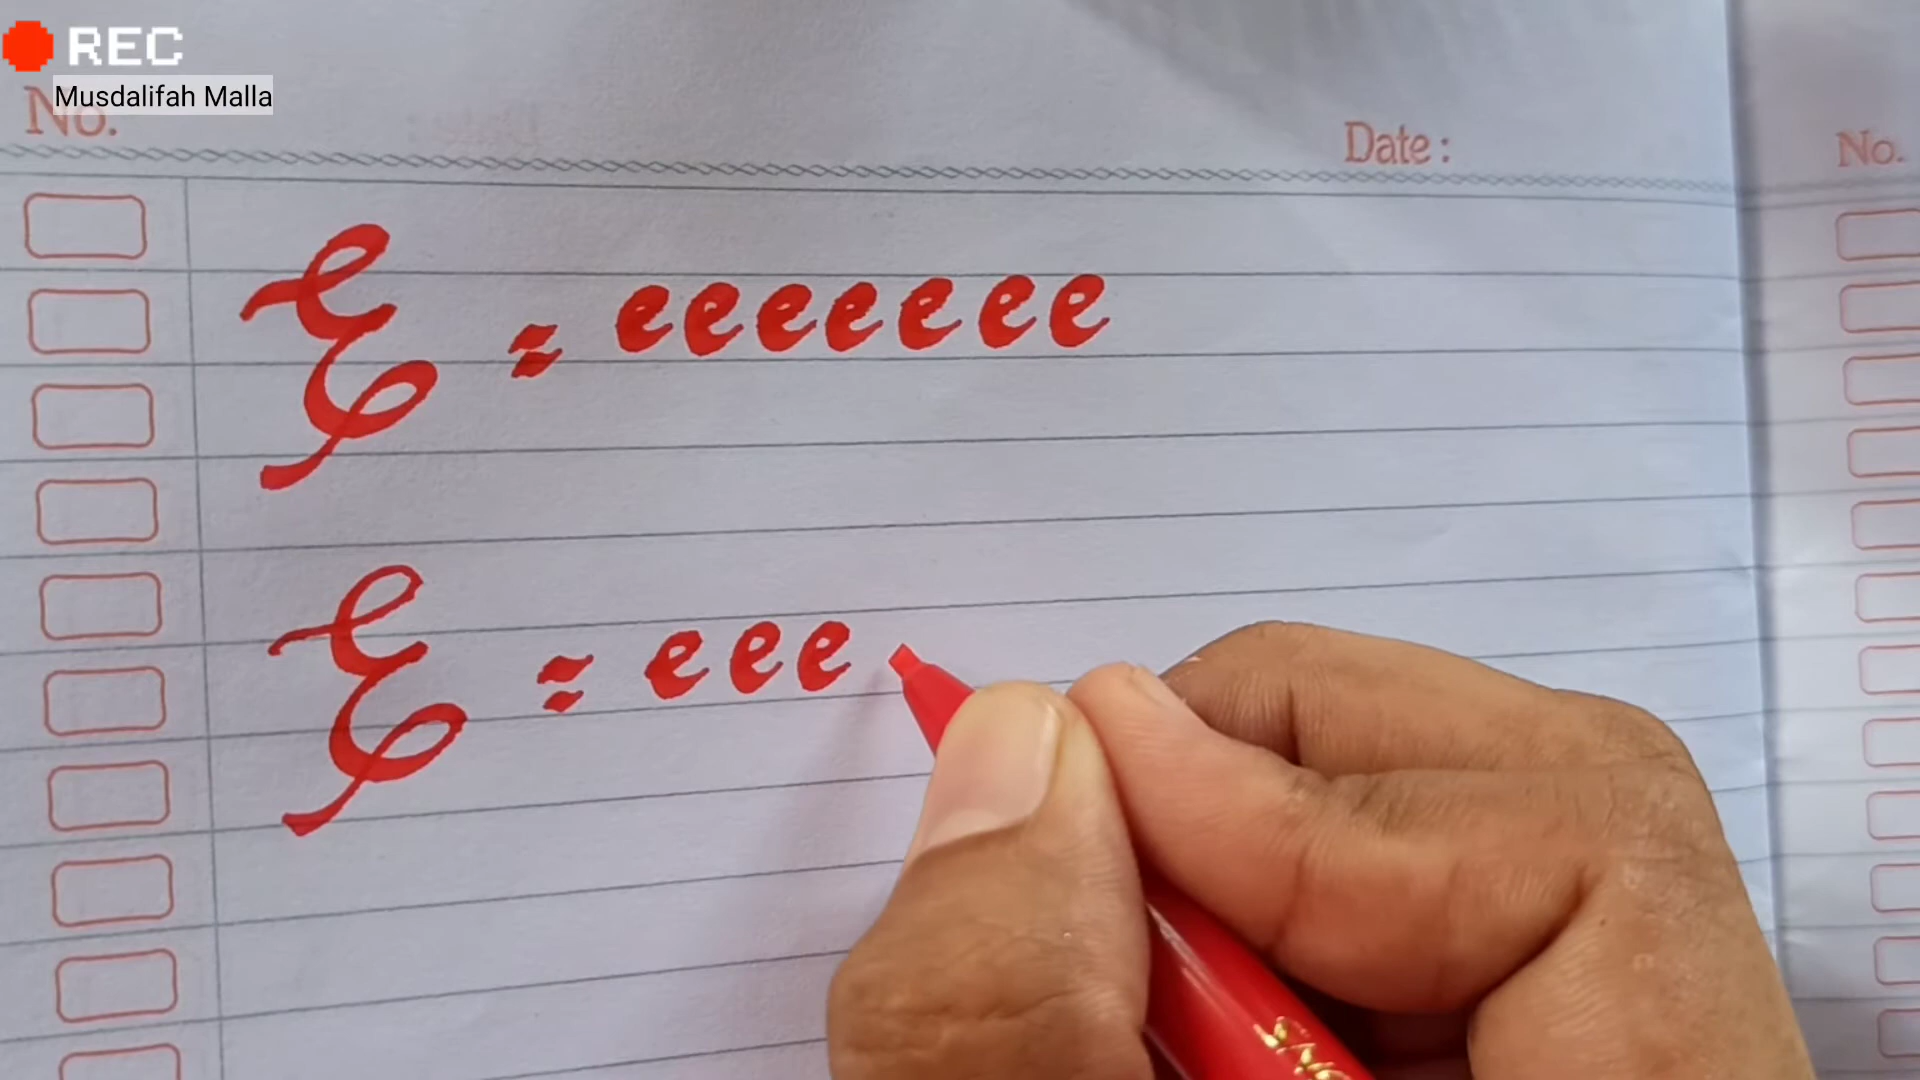 REC
Musdalifah Malla
No.
Date :
No.
E = eeeeeee
E = eee